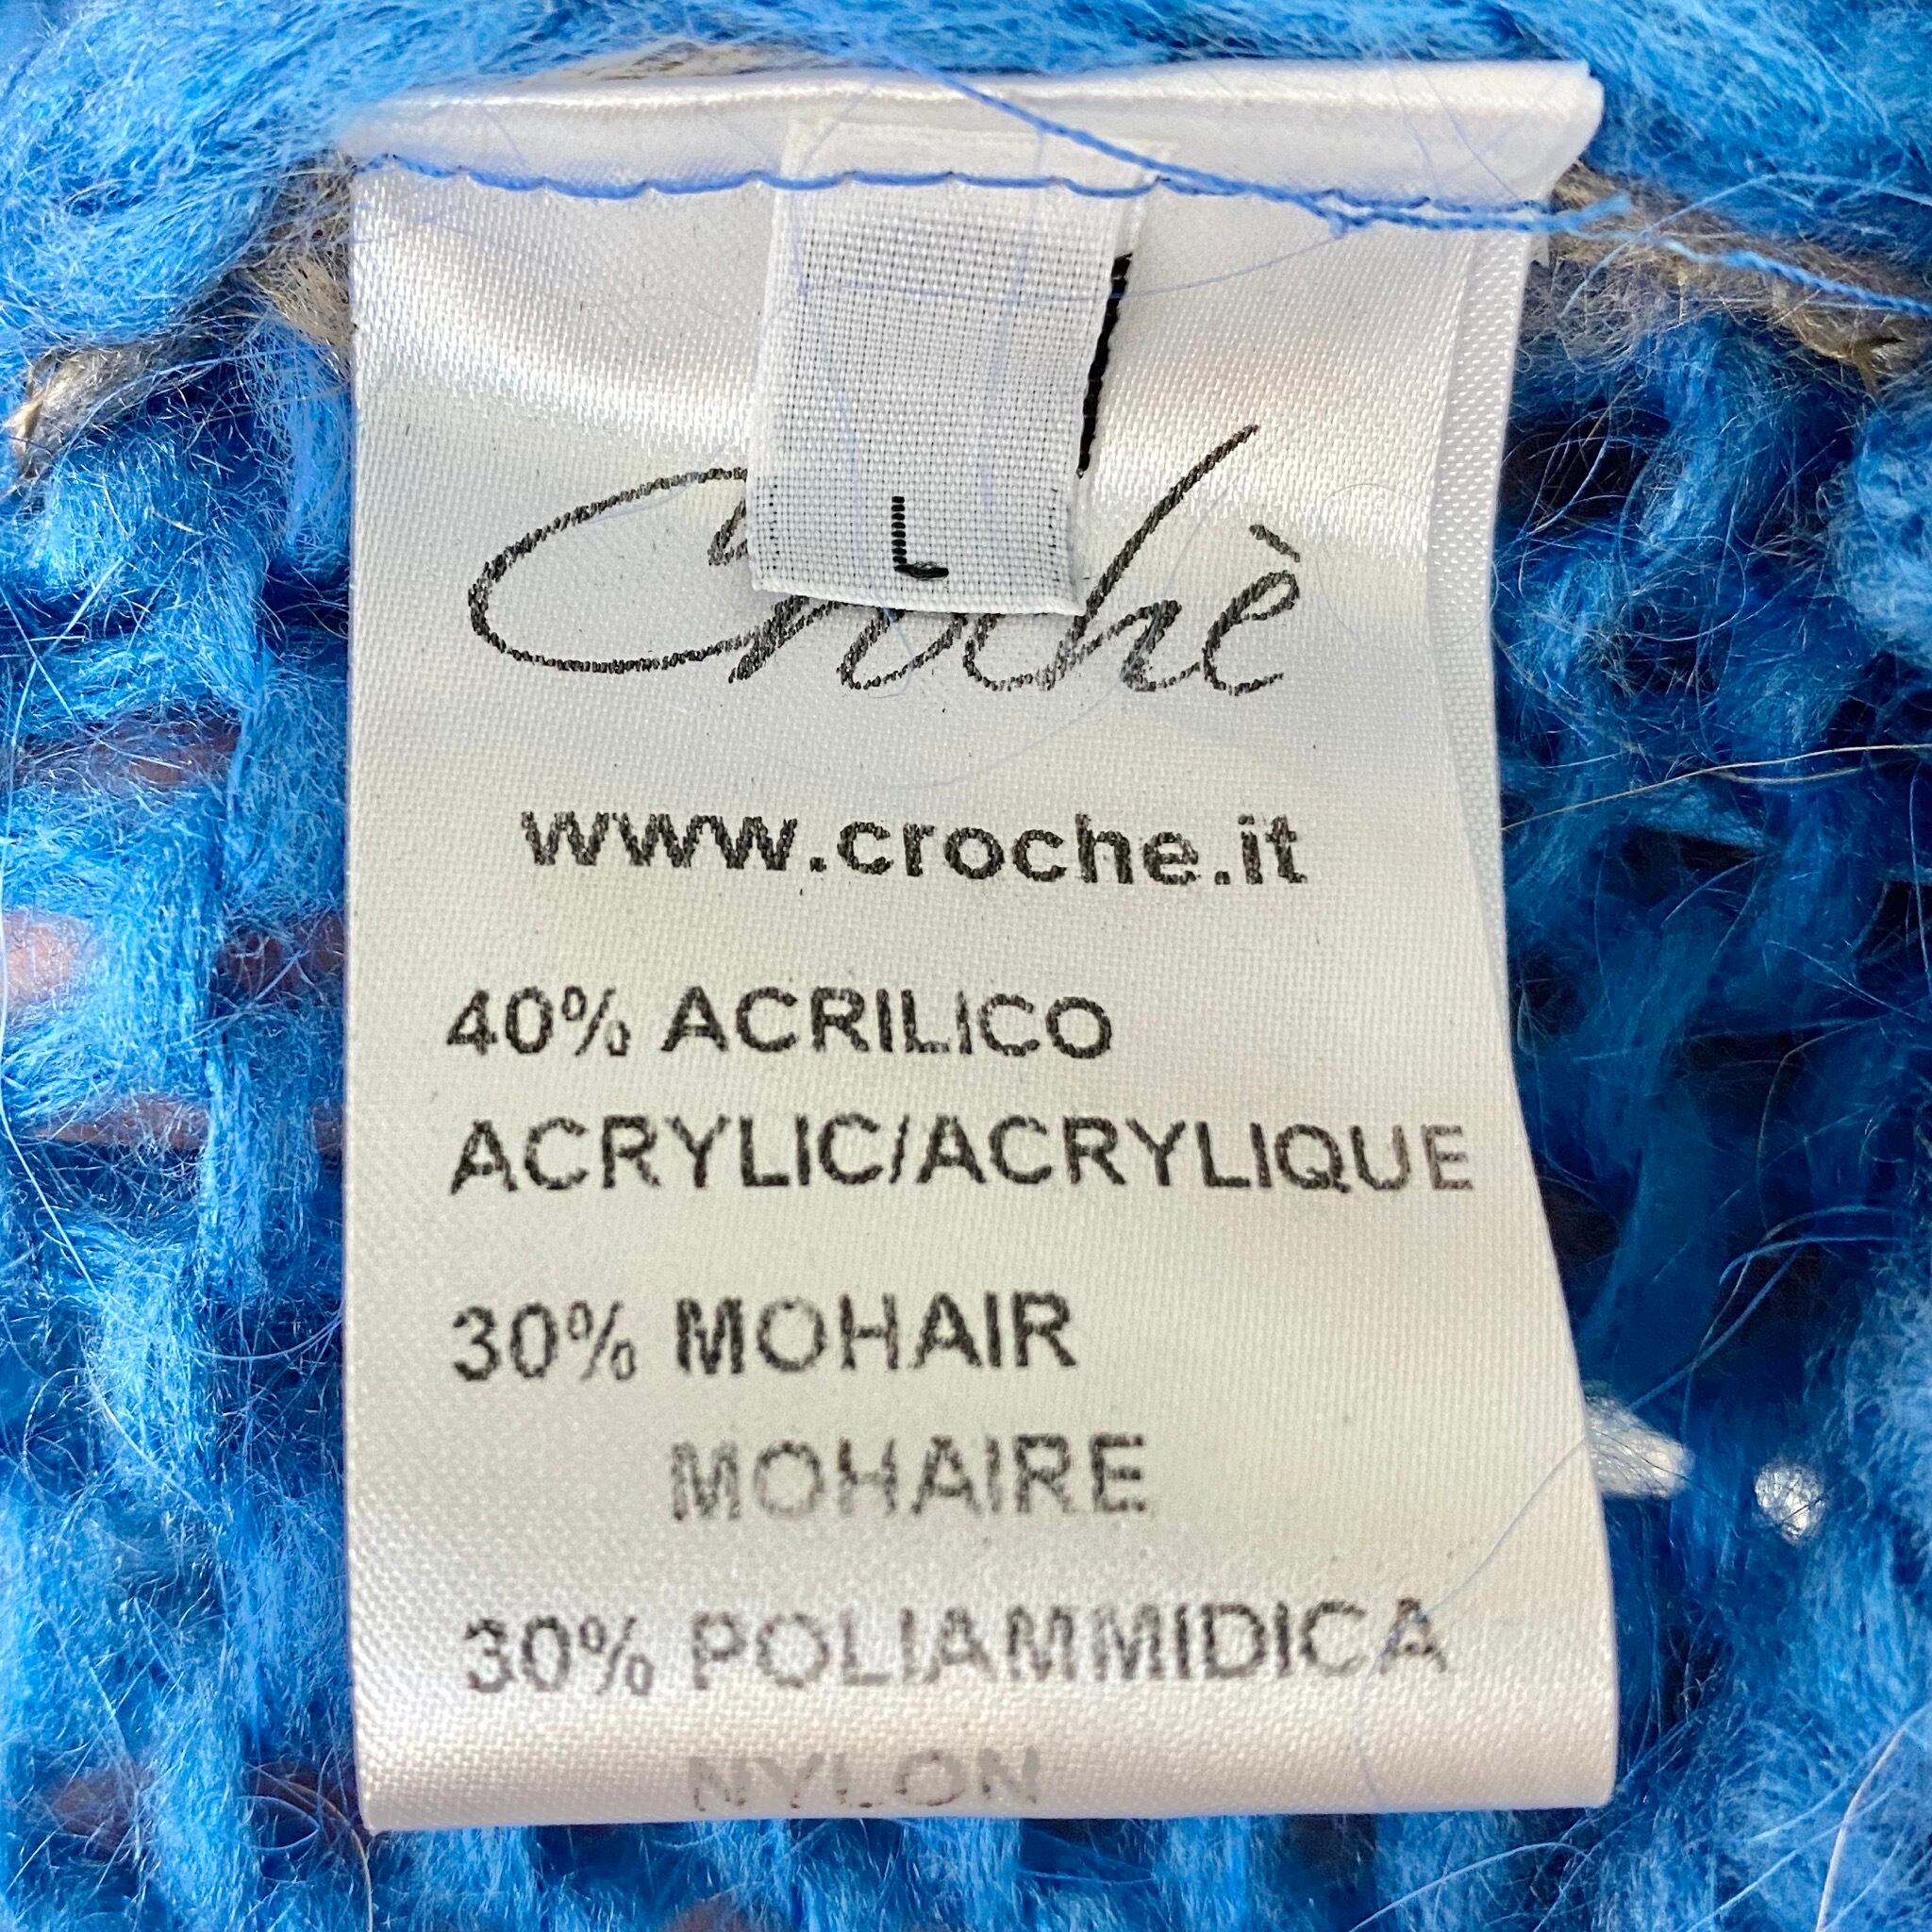 L
Crochè
www.croche.it
40% ACRILICO
ACRYLIC/ACRYLIQUE
30% MOHAIR
MOHAIRE
30% POLIAMMIDICA
NYLON